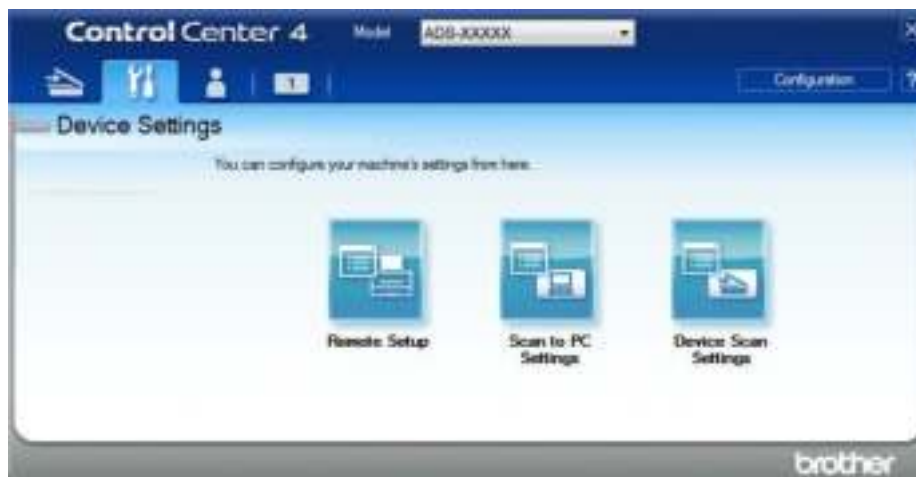 Control Center 4
Model
ADS-XXXXX
1
Configuration
?
Device Settings
You can configure your machine's settings from here.
Remote Setup
Scan to PC
Settings
Device Scan
Settings
brother